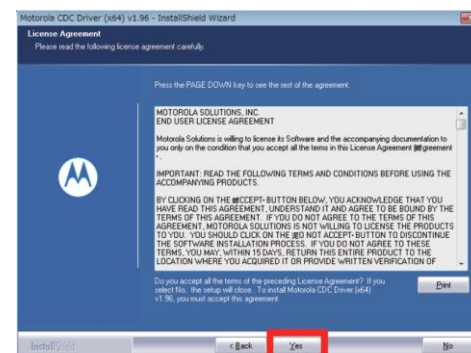 Motorola CDC Driver (x64) v1.96 - InstallShield Wizard
License Agreement
Please read the following license agreement carefully.
Press the PAGE DOWN key to see the rest of the agreement.
MOTOROLA SOLUTIONS, INC.
END USER LICENSE AGREEMENT
Motorola Solutions is willing to license its Software and the accompanying documentation to
you only on the condition that you accept all the terms in this License Agreement
IMPORTANT: READ THE FOLLOWING TERMS AND CONDITIONS BEFORE USING THE
ACCOMPANYING PRODUCTS.
BY CLICKING ON THE CCEPT- BUTTON BELOW, YOU ACKNOWLEDGE THAT YOU
HAVE READ THIS AGREEMENT, UNDERSTAND IT AND AGREE TO BE BOUND BY THE
TERMS OF THIS AGREEMENT. IF YOU DO NOT AGREE TO THE TERMS OF THIS
AGREEMENT, MOTOROLA SOLUTIONS IS NOT WILLING TO LICENSE THE PRODUCTS
TO YOU. YOU SHOULD CLICK ON THE O NOT ACCEPT- BUTTON TO DISCONTINUE
THE SOFTWARE INSTALLATION PROCESS. IF YOU DO NOT AGREE TO THESE
TERMS, YOU MAY, WITHIN 15 DAYS, RETURN THIS ENTIRE PRODUCT TO THE
LOCATION WHERE YOU ACQUIRED IT OR PROVIDE WRITTEN VERIFICATION OF
Do you accept all the terms of the preceding License Agreement? If you
select No, the setup will close. To install Motorola CDC Driver (x64)
v1.96, you must accept this agreement.
Print
InstallShield
< Back
Yes
No